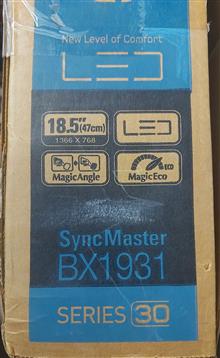 New Level of Comfort
LED
18.5"(47cm)
1366 X 768
LED
MagicAngle
ECO
MagicEco
SyncMaster
BX1931
SERIES 30